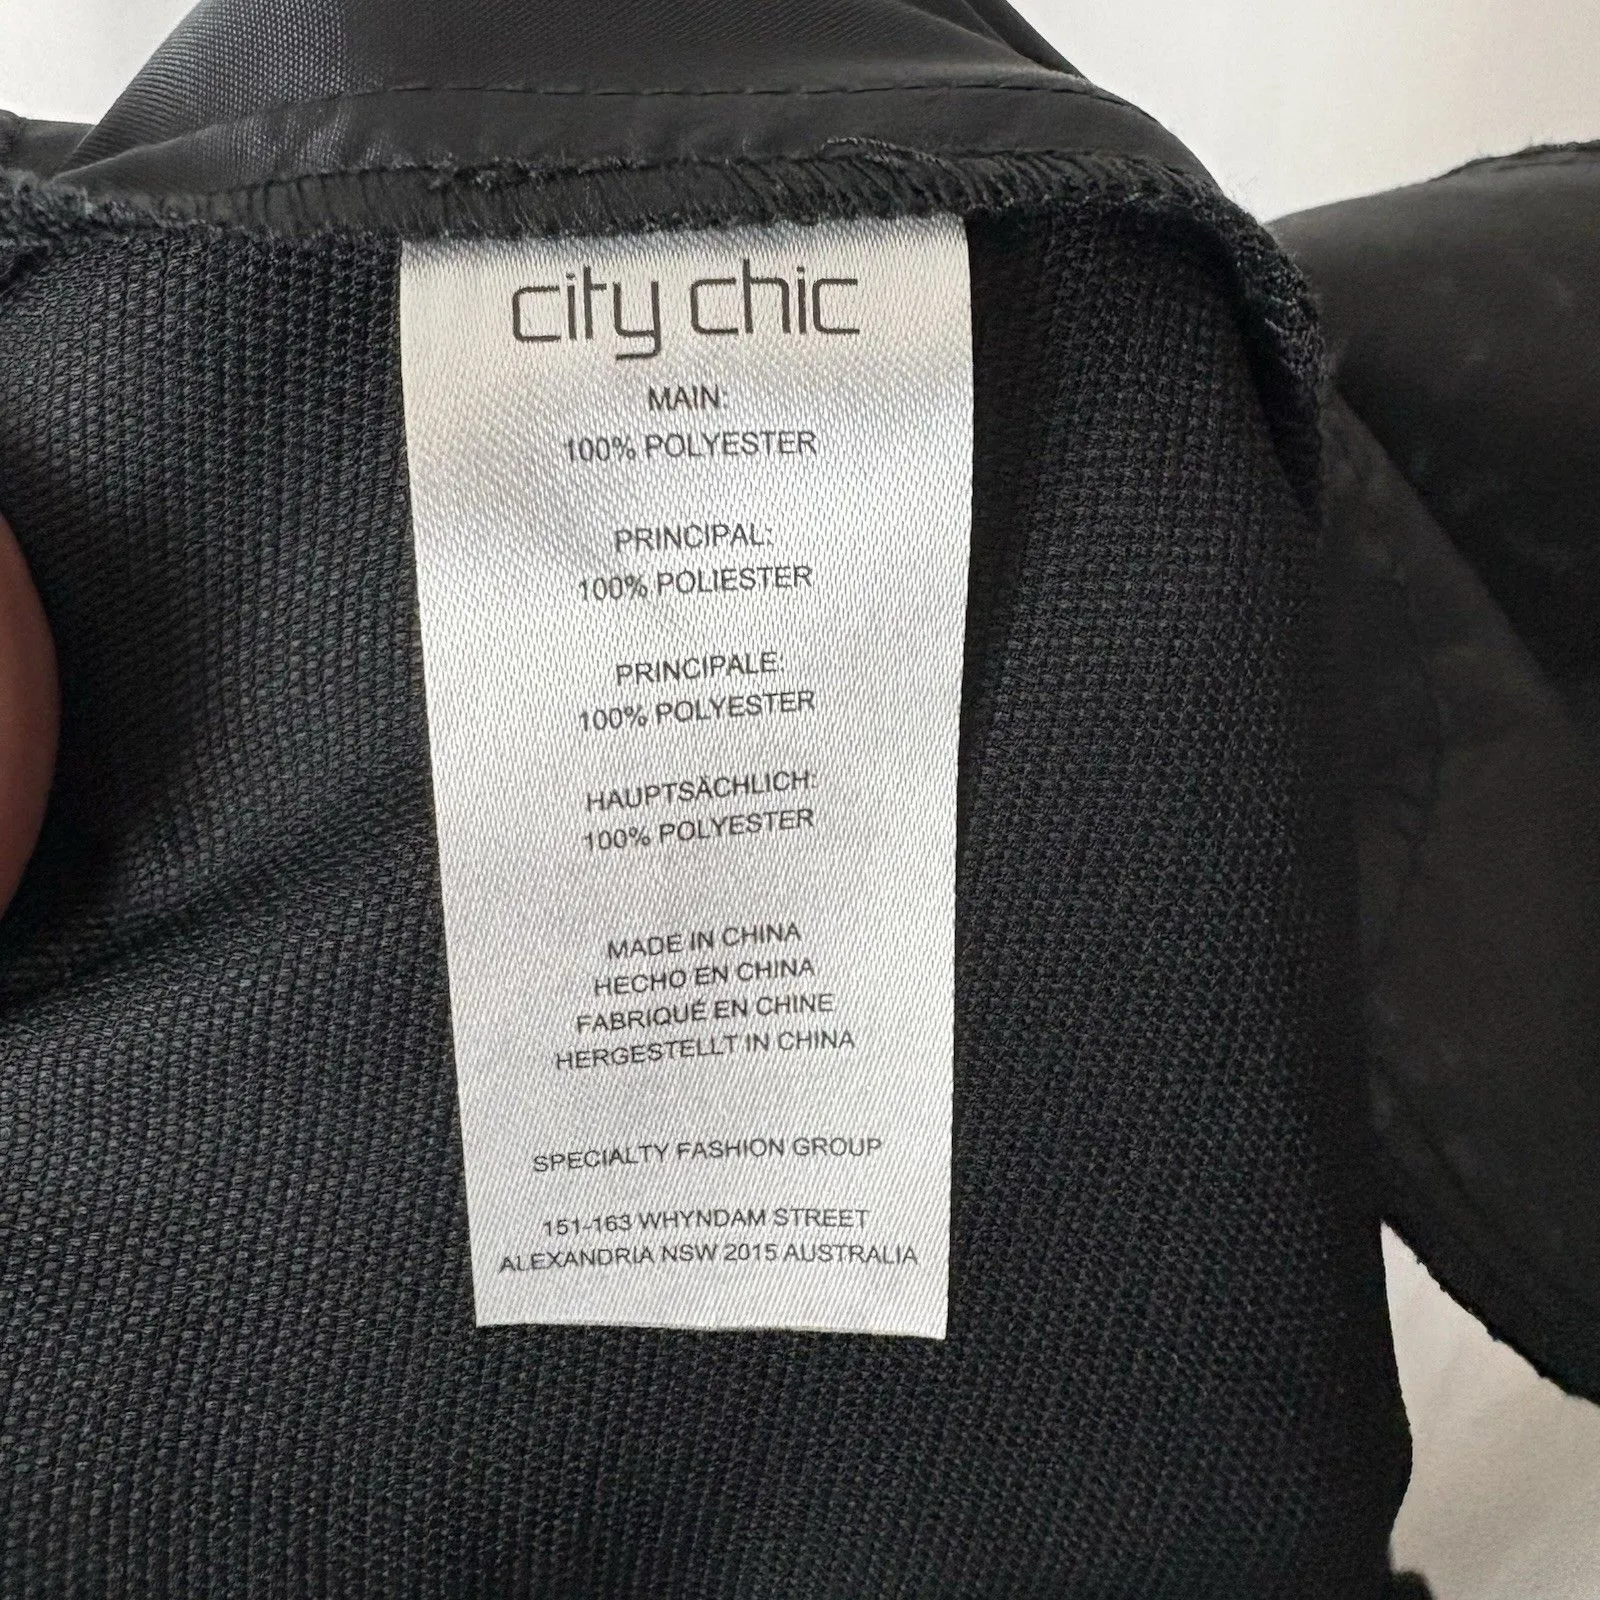 city chic
MAIN:
100% POLYESTER
PRINCIPAL:
100% POLIESTER
PRINCIPALE:
100% POLYESTER
HAUPTSÄCHLICH:
100% POLYESTER
MADE IN CHINA
HECHO EN CHINA
FABRIQUÉ EN CHINE
HERGESTELLT IN CHINA
SPECIALTY FASHION GROUP
151-163 WHYNDAM STREET
ALEXANDRIA NSW 2015 AUSTRALIA